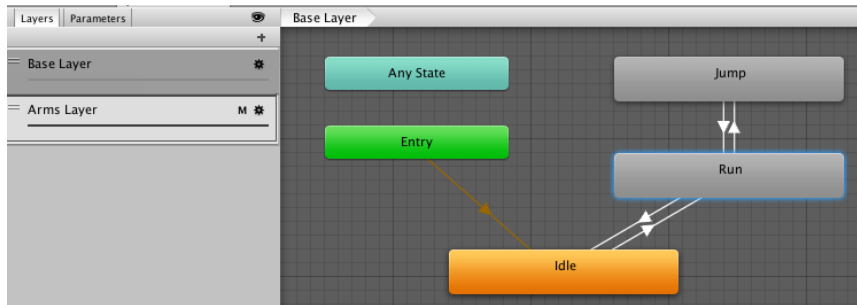 Layers Parameters
Base Layer
Base Layer
Arms Layer M
Any State
Jump
Entry
Run
Idle